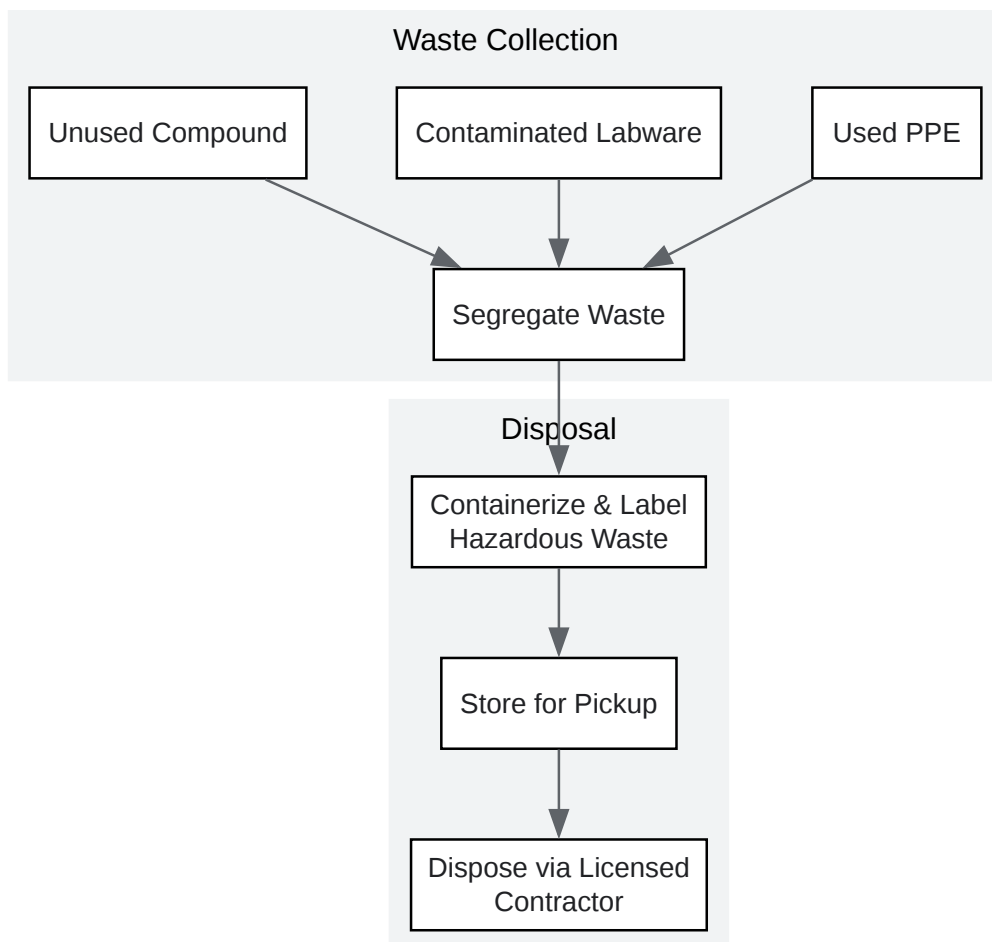 Waste Collection
Unused Compound
Contaminated Labware
Used PPE
Segregate Waste
Disposal
Containerize & Label
Hazardous Waste
Store for Pickup
Dispose via Licensed
Contractor